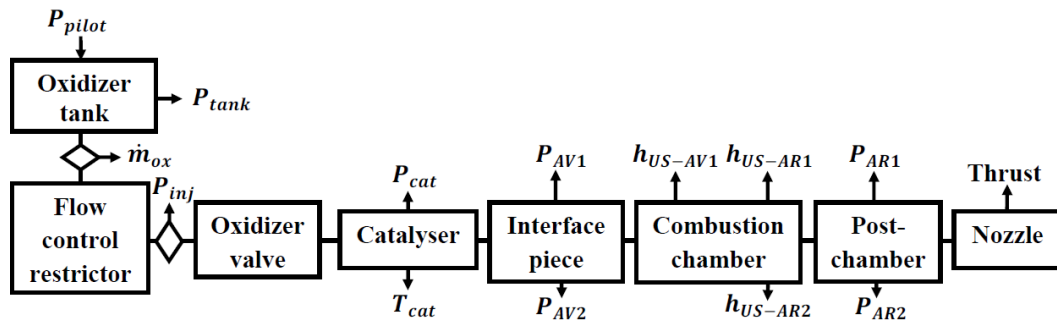 P_pilot
Oxidizer
tank
P_tank
ṁ_ox
Flow
control
restrictor
P_inj
Oxidizer
valve
P_cat
Catalyser
T_cat
P_AV1
Interface
piece
P_AV2
h_US-AV1 h_US-AR1
Combustion
chamber
h_US-AR2
P_AR1
Post-
chamber
P_AR2
Thrust
Nozzle